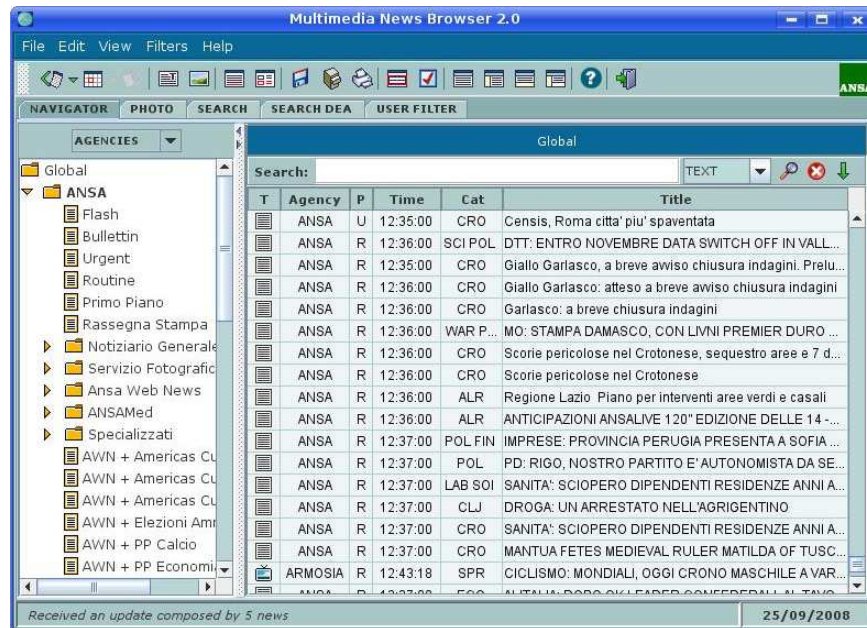 Multimedia News Browser 2.0
File Edit View Filters Help
ANSA
NAVIGATOR PHOTO SEARCH SEARCH DEA USER FILTER
AGENCIES
Global
ANSA
Flash
Bullettin
Urgent
Routine
Primo Piano
Rassegna Stampa
Notiziario Generale
Servizio Fotografic
Ansa Web News
ANSAMed
Specializzati
AWN + Americas Cu
AWN + Americas Cu
AWN + Americas Cu
AWN + Elezioni Amr
AWN + PP Calcio
AWN + PP Economi
Global
Search: TEXT
T Agency P Time Cat Title
ANSA U 12:35:00 CRO Censis, Roma citta' piu' spaventata
ANSA R 12:36:00 SCI POL DTT: ENTRO NOVEMBRE DATA SWITCH OFF IN VALL...
ANSA R 12:35:00 CRO Giallo Garlasco, a breve avviso chiusura indagini. Prelu...
ANSA R 12:36:00 CRO Giallo Garlasco: atteso a breve avviso chiusura indagini
ANSA R 12:36:00 CRO Garlasco: a breve chiusura indagini
ANSA R 12:36:00 WAR P... MO: STAMPA DAMASCO, CON LIVNI PREMIER DURO ...
ANSA R 12:36:00 CRO Scorie pericolose nel Crotonese, sequestro aree e 7 d...
ANSA R 12:36:00 CRO Scorie pericolose nel Crotonese
ANSA R 12:36:00 ALR Regione Lazio Piano per interventi aree verdi e casali
ANSA R 12:36:00 ALR ANTICIPAZIONI ANSALIVE 120" EDIZIONE DELLE 14 -...
ANSA R 12:37:00 POL FIN IMPRESE: PROVINCIA PERUGIA PRESENTA A SOFIA ...
ANSA R 12:37:00 POL PD: RIGO, NOSTRO PARTITO E' AUTONOMISTA DA SE...
ANSA R 12:37:00 LAB SOI SANITA': SCIOPERO DIPENDENTI RESIDENZE ANNI A...
ANSA R 12:37:00 CLJ DROGA: UN ARRESTATO NELL'AGRIGENTINO
ANSA R 12:37:00 CRO SANITA': SCIOPERO DIPENDENTI RESIDENZE ANNI A...
ANSA R 12:37:00 CRO MANTUA FETES MEDIEVAL RULER MATILDA OF TUSC...
ARMOSIA R 12:43:18 SPR CICLISMO: MONDIALI, OGGI CRONO MASCHILE A VAR...
Received an update composed by 5 news 25/09/2008